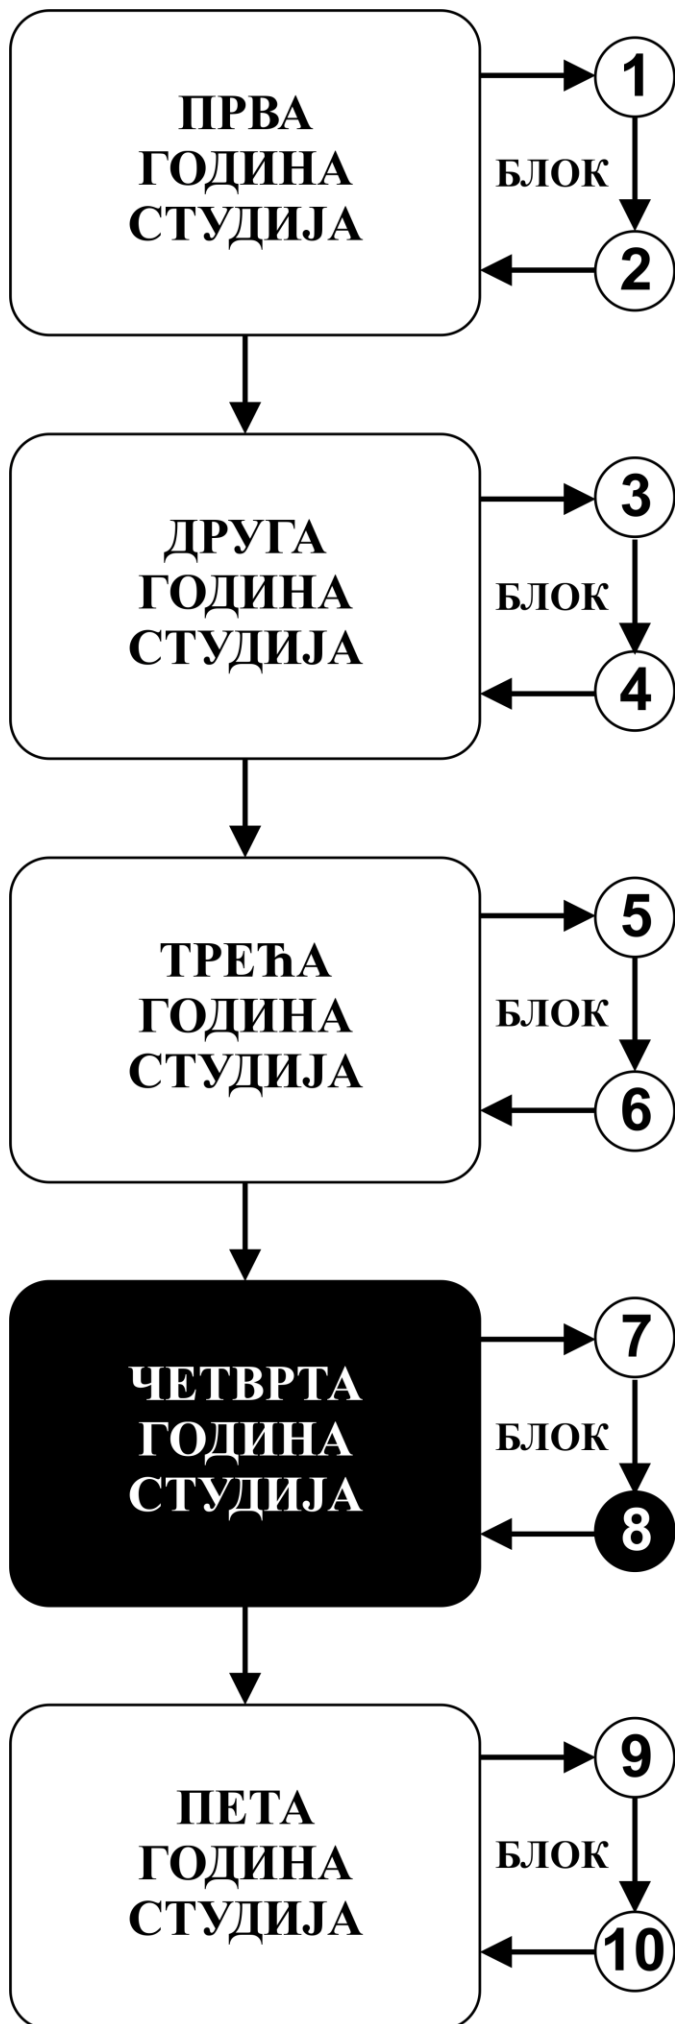 ПРВА
ГОДИНА
СТУДИЈА
1
БЛОК
2
ДРУГА
ГОДИНА
СТУДИЈА
3
БЛОК
4
ТРЕЋА
ГОДИНА
СТУДИЈА
5
БЛОК
6
ЧЕТВРТА
ГОДИНА
СТУДИЈА
7
БЛОК
8
ПЕТА
ГОДИНА
СТУДИЈА
9
БЛОК
10